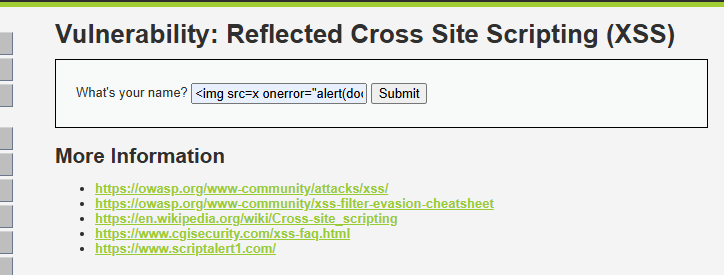 Vulnerability: Reflected Cross Site Scripting (XSS)
What's your name? <img src=x onerror="alert(doc Submit
More Information
https://owasp.org/www-community/attacks/xss/
https://owasp.org/www-community/xss-filter-evasion-cheatsheet
https://en.wikipedia.org/wiki/Cross-site_scripting
https://www.cgisecurity.com/xss-faq.html
https://www.scriptalert1.com/